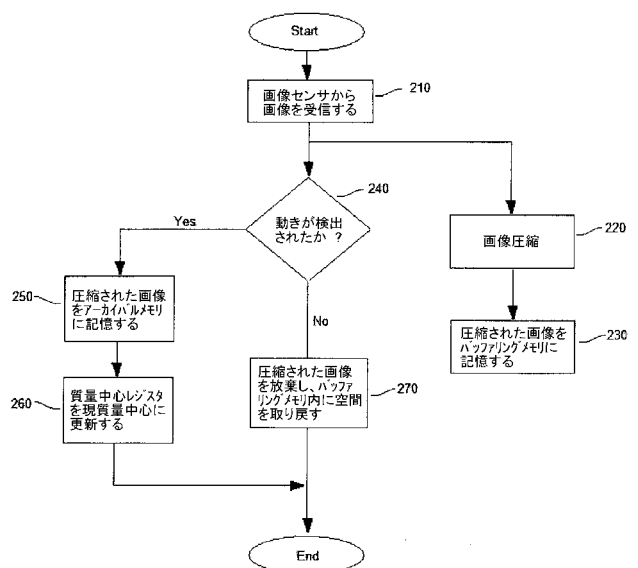 Start
画像センサから
画像を受信する
210
240
動きが検出
されたか ?
Yes
No
220
画像圧縮
250
圧縮された画像
をアーカイバルメモリ
に記憶する
圧縮された画像を
バッファリングメモリに
記憶する
230
260
質量中心レジスタ
を現質量中心に
更新する
圧縮された画像
を放棄し、バッファ
リングメモリ内に空間
を取り戻す
270
End